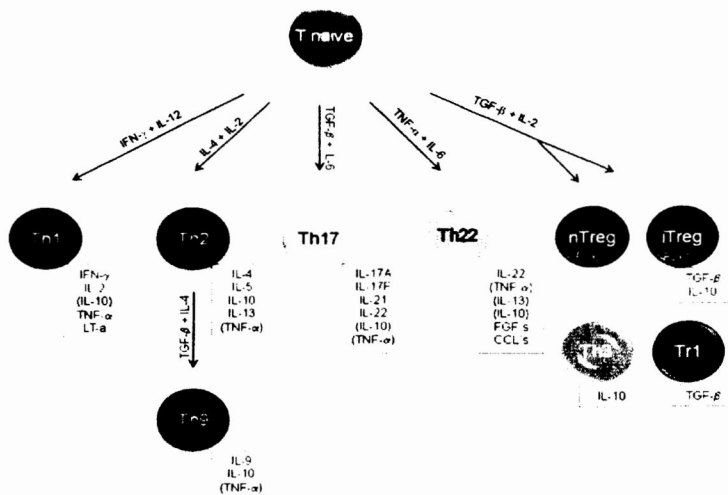 T naive
IFN-γ + IL-12
IL-4 + IL-2
TGF-β + IL-6
TNF-α + IL-6
TGF-β + IL-2
Th1
Th2
Th17
Th22
nTreg
iTreg
IFN-γ
IL-2
(IL-10)
TNF-α
LT-a
IL-4
IL-5
IL-10
IL-13
(TNF-α)
IL-17A
IL-17F
IL-21
IL-22
(IL-10)
(TNF-α)
IL-22
(TNF α)
(IL-13)
(IL-10)
FGF s
CCL's
TGF-β
IL-10
TGF-β + IL-4
Tr1
IL-10
TGF-β
Th9
IL-9
IL-10
(TNF-α)